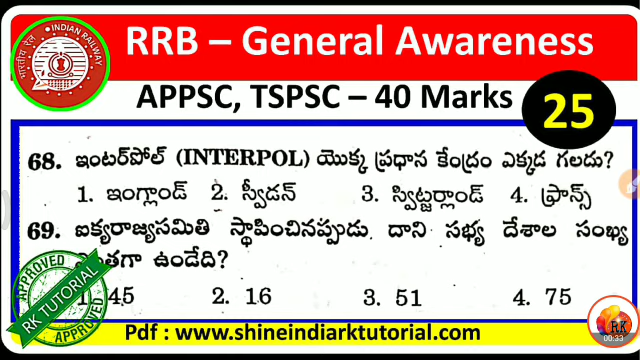 INDIAN RAILWAY
भारतीय रेल
RRB – General Awareness
APPSC, TSPSC – 40 Marks
25
68. ఇంటర్‌పోల్ (INTERPOL) యొక్క ప్రధాన కేంద్రం ఎక్కడ గలదు?
1. ఇంగ్లాండ్ 2. స్వీడన్ 3. స్విట్జర్లాండ్ 4. ఫ్రాన్స్
69. ఐక్యరాజ్యసమితి స్థాపించినప్పుడు దాని సభ్య దేశాల సంఖ్య
ఉండేది?
45 2. 16 3. 51 4. 75
APPROVED
RK TUTORIAL
APPROVED
Pdf : www.shineindiarktutorial.com
RK
00:33